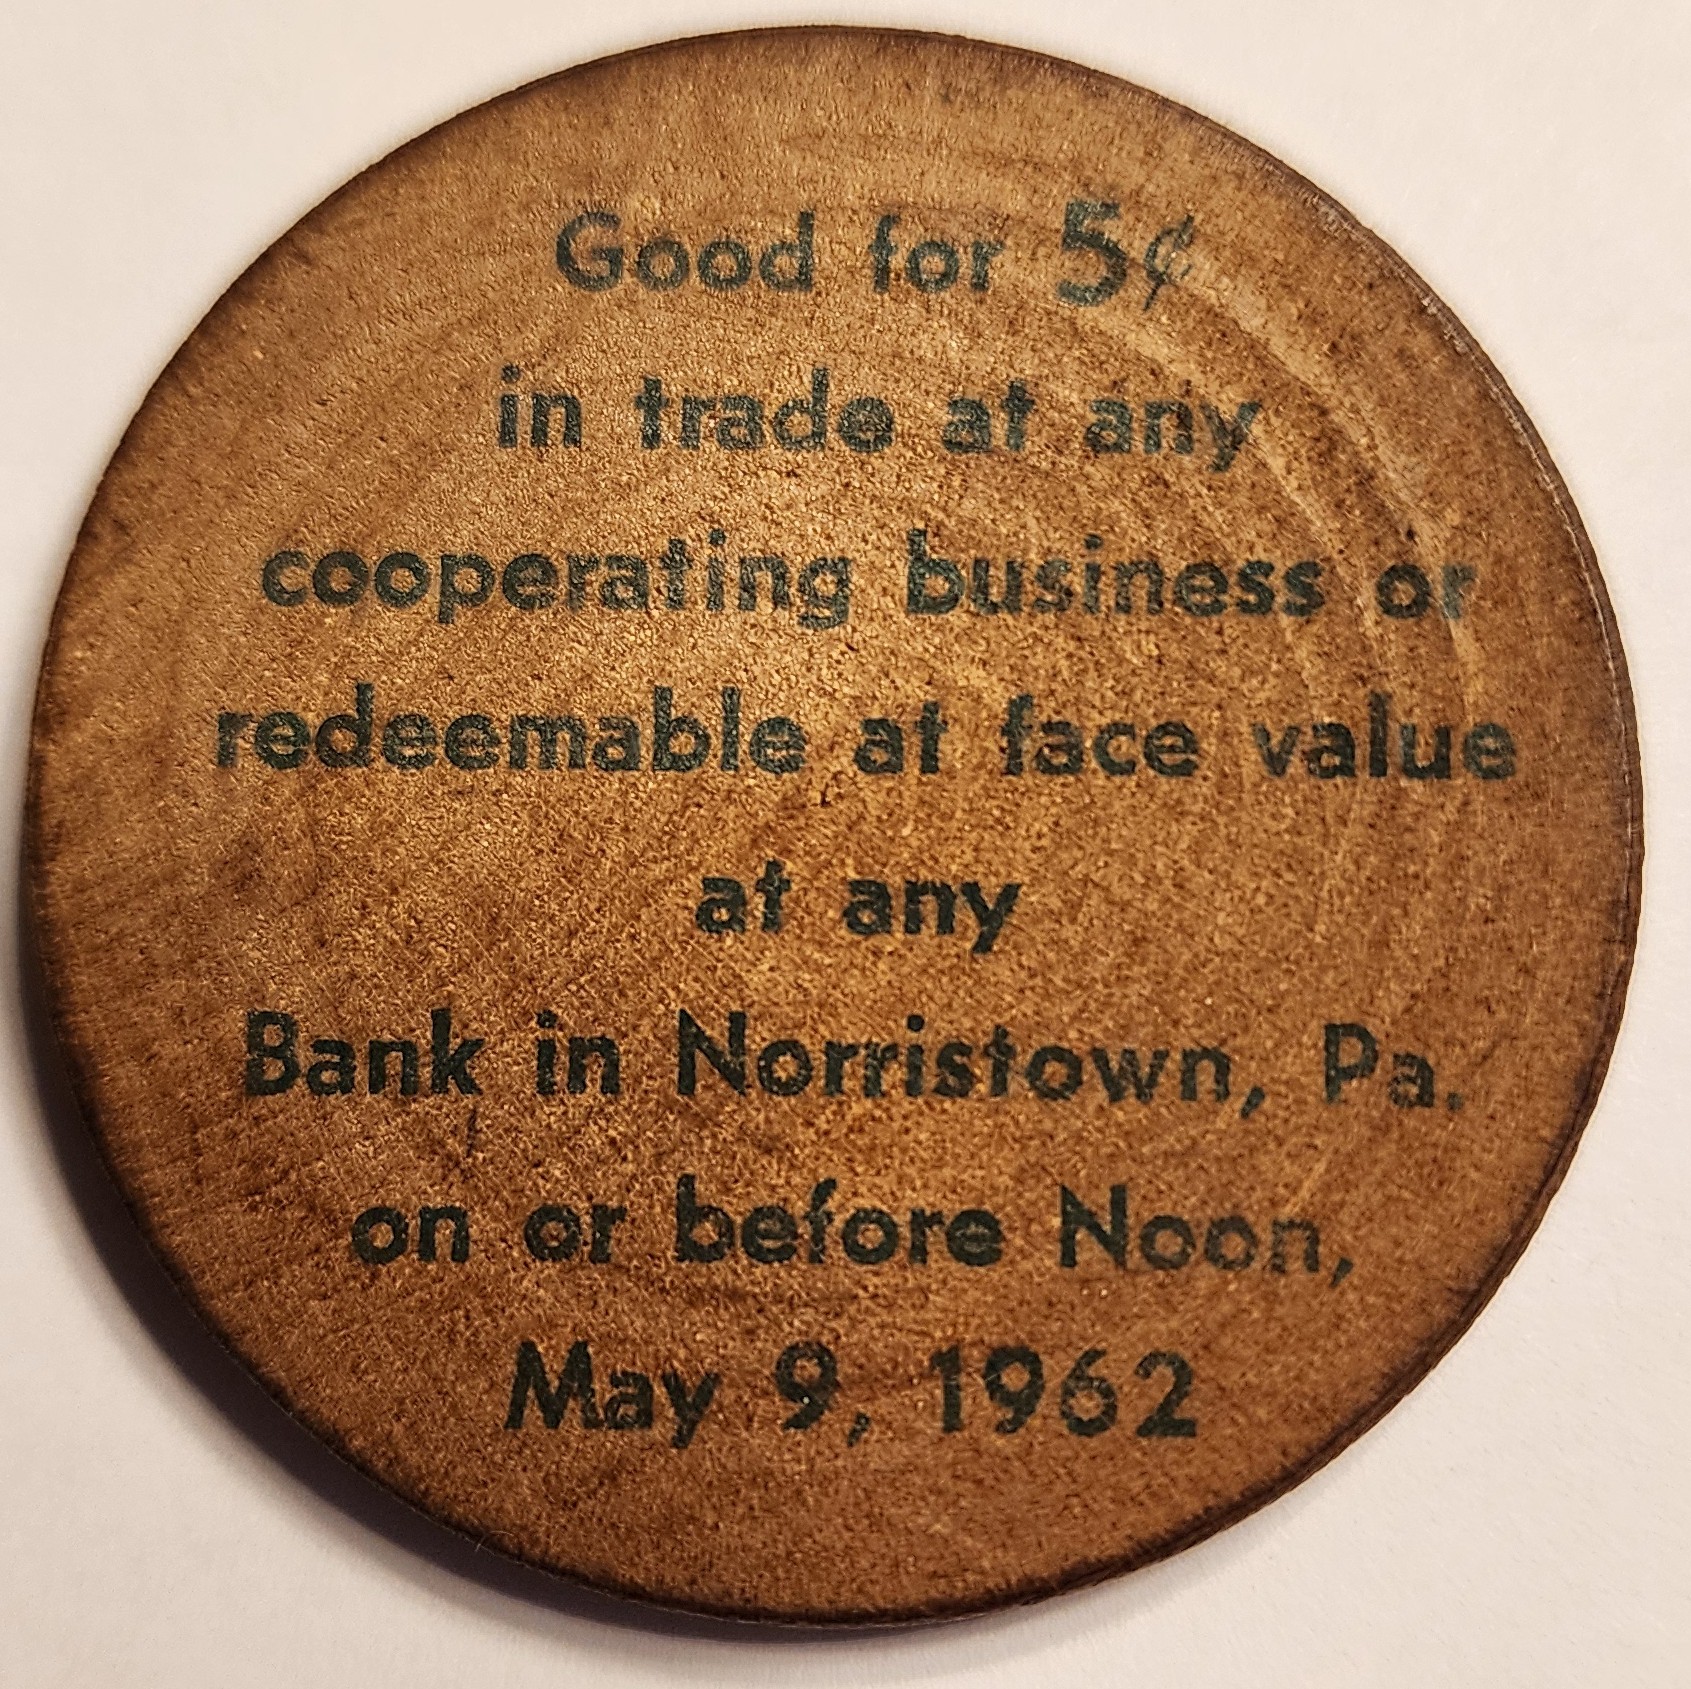 Good for 5¢
in trade at any
cooperating business or
redeemable at face value
at any
Bank in Norristown, Pa.
on or before Noon,
May 9, 1962